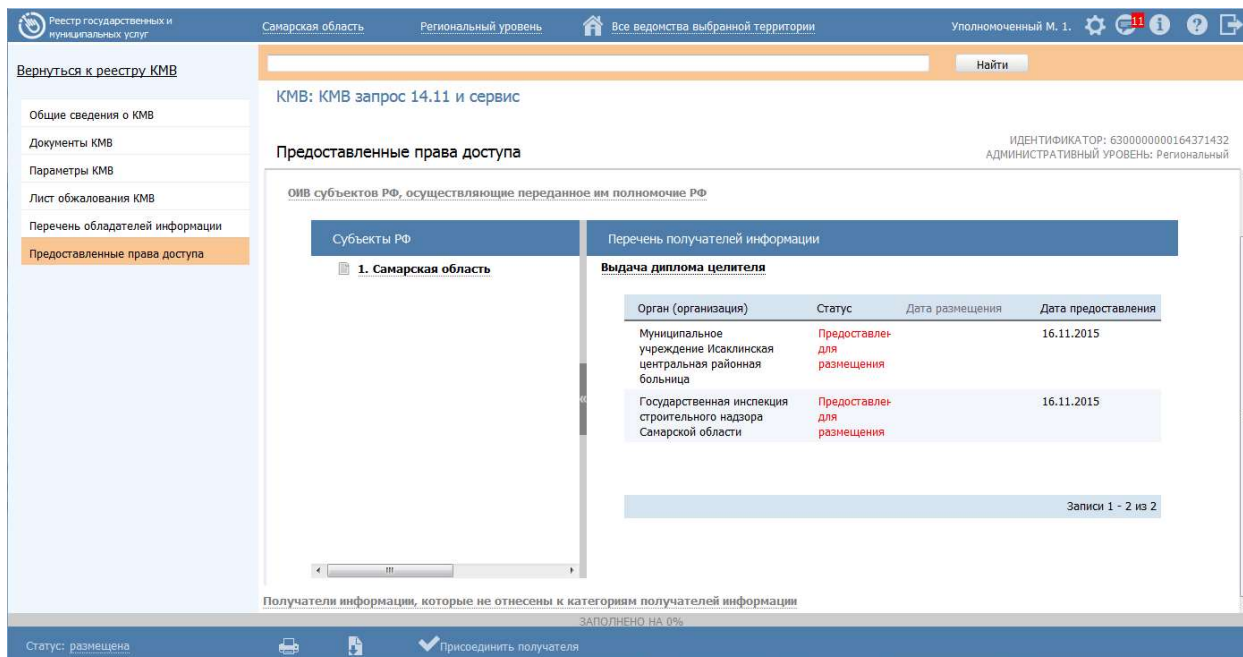 Реестр государственных и
муниципальных услуг
Самарская область
Региональный уровень
Все ведомства выбранной территории
Уполномоченный М. 1.
11
Вернуться к реестру КМВ
Найти
Общие сведения о КМВ
Документы КМВ
Параметры КМВ
Лист обжалования КМВ
Перечень обладателей информации
Предоставленные права доступа
КМВ: КМВ запрос 14.11 и сервис
Предоставленные права доступа
ИДЕНТИФИКАТОР: 6300000000164371432
АДМИНИСТРАТИВНЫЙ УРОВЕНЬ: Региональный
ОИВ субъектов РФ, осуществляющие переданное им полномочие РФ
Субъекты РФ
Перечень получателей информации
1. Самарская область
Выдача диплома целителя
Орган (организация) Статус Дата размещения Дата предоставления
Муниципальное
учреждение Исаклинская
центральная районная
больница
Предоставлен
для
размещения
16.11.2015
Государственная инспекция
строительного надзора
Самарской области
Предоставлен
для
размещения
16.11.2015
Записи 1 - 2 из 2
Получатели информации, которые не отнесены к категориям получателей информации
ЗАПОЛНЕНО НА 0%
Статус: размещена
Присоединить получателя